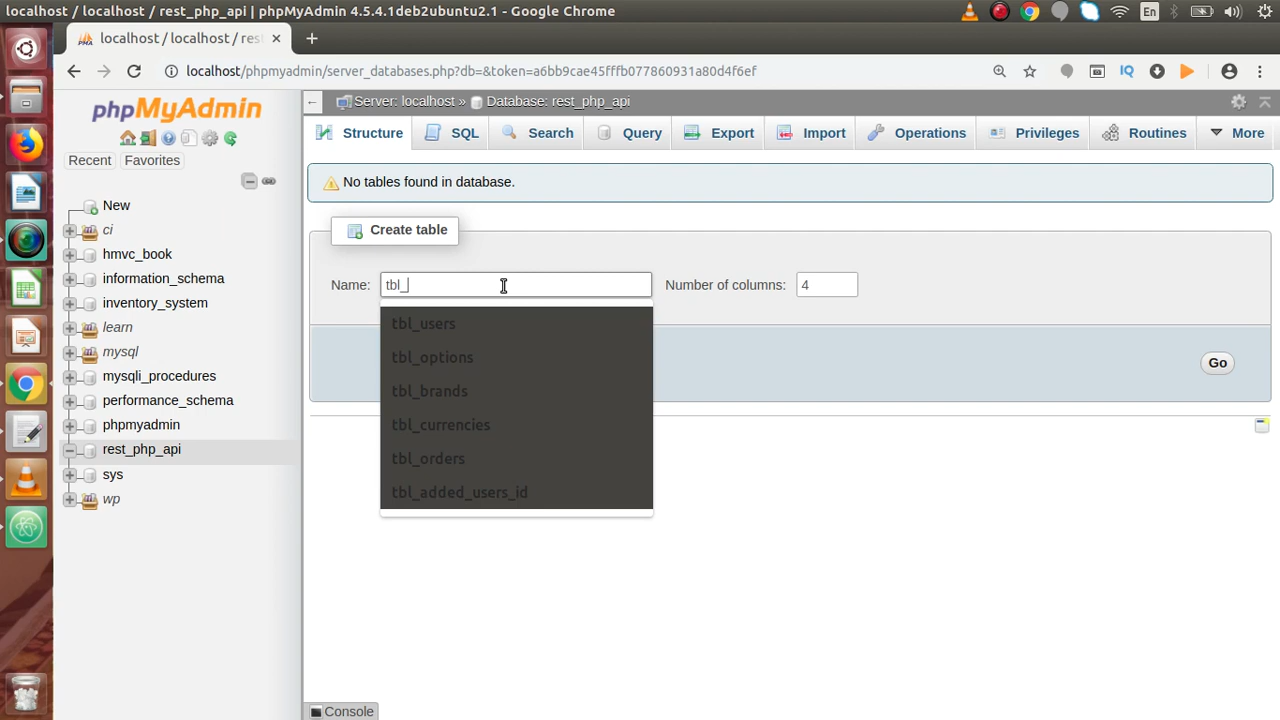 localhost / localhost / rest_php_api | phpMyAdmin 4.5.4.1deb2ubuntu2.1 - Google Chrome
En
localhost / localhost / res
localhost/phpmyadmin/server_databases.php?db=&token=a6bb9cae45fffb077860931a80d4f6ef
IQ
phpMyAdmin
Recent
Favorites
New
ci
hmvc_book
information_schema
inventory_system
learn
mysql
mysqli_procedures
performance_schema
phpmyadmin
rest_php_api
sys
wp
Server: localhost » Database: rest_php_api
Structure
SQL
Search
Query
Export
Import
Operations
Privileges
Routines
More
No tables found in database.
Create table
Name: tbl_ Number of columns: 4
tbl_users
tbl_options
tbl_brands
tbl_currencies
tbl_orders
tbl_added_users_id
Go
Console